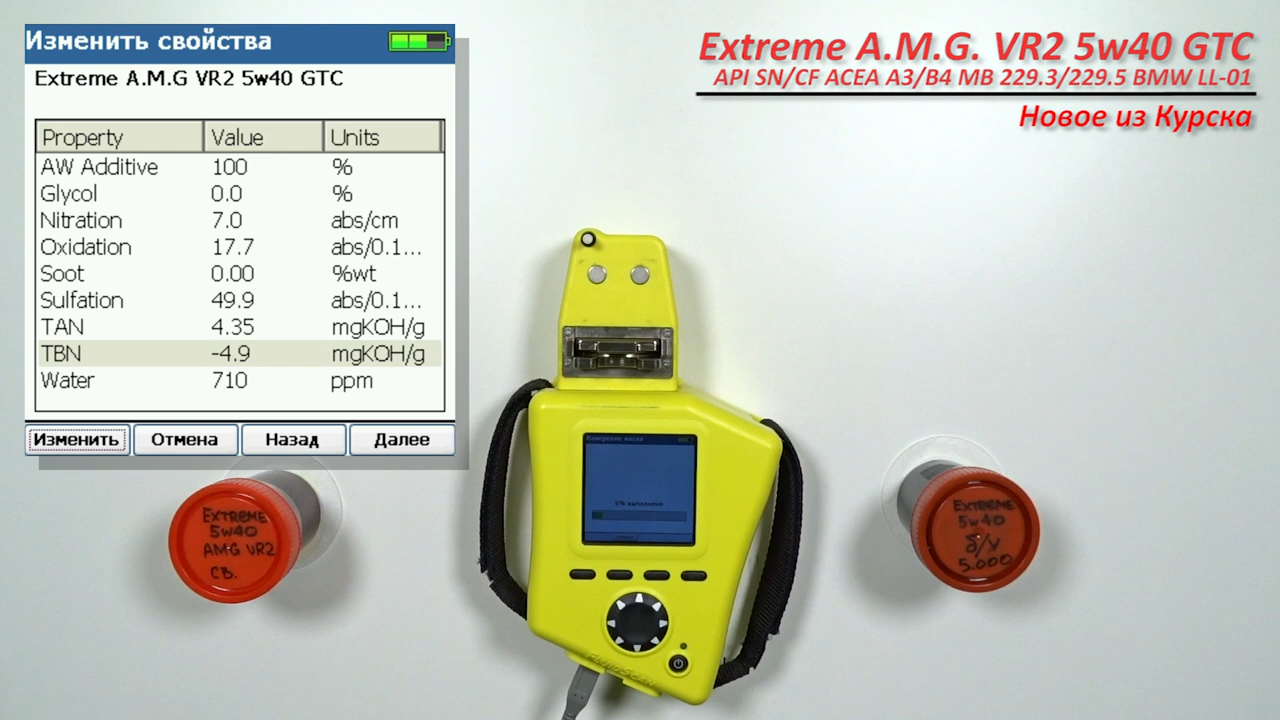 Изменить свойства
Extreme A.M.G VR2 5w40 GTC
Property Value Units
AW Additive 100 %
Glycol 0.0 %
Nitration 7.0 abs/cm
Oxidation 17.7 abs/0.1...
Soot 0.00 %wt
Sulfation 49.9 abs/0.1...
TAN 4.35 mgKOH/g
TBN -4.9 mgKOH/g
Water 710 ppm
Изменить Отмена Назад Далее
Extreme A.M.G. VR2 5w40 GTC
API SN/CF ACEA A3/B4 MB 229.3/229.5 BMW LL-01
Новое из Курска
EXTREME
5w40
AMG VR2
СВ.
EXTREME
5w40
Б/У
5.000